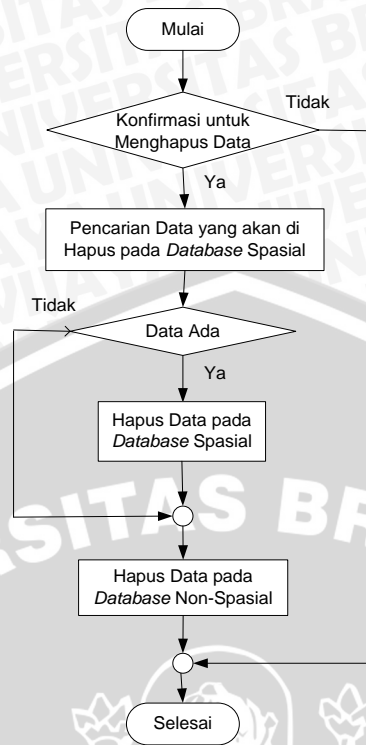 Mulai
Tidak
Konfirmasi untuk
Menghapus Data
Ya
Pencarian Data yang akan di
Hapus pada Database Spasial
Tidak
Data Ada
Ya
Hapus Data pada
Database Spasial
Hapus Data pada
Database Non-Spasial
Selesai